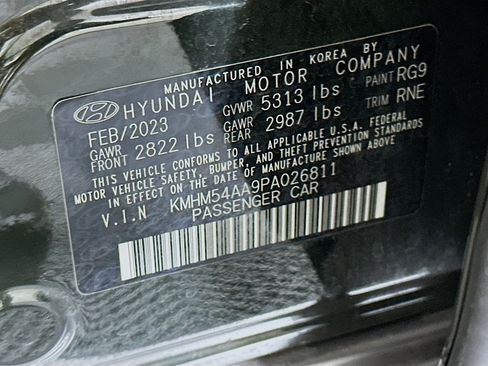 MANUFACTURED IN KOREA BY
HYUNDAI MOTOR COMPANY
FEB/2023 GVWR 5313 lbs PAINT RG9
GAWR FRONT 2822 lbs GAWR REAR 2987 lbs TRIM RNE
THIS VEHICLE CONFORMS TO ALL APPLICABLE U.S.A. FEDERAL
MOTOR VEHICLE SAFETY, BUMPER, AND THEFT PREVENTION STANDARDS
IN EFFECT ON THE DATE OF MANUFACTURE SHOWN ABOVE.
V.I.N KMHM54AA9PA026811
PASSENGER CAR